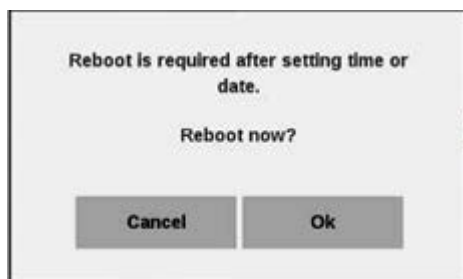 Reboot is required after setting time or
date.
Reboot now?
Cancel
Ok